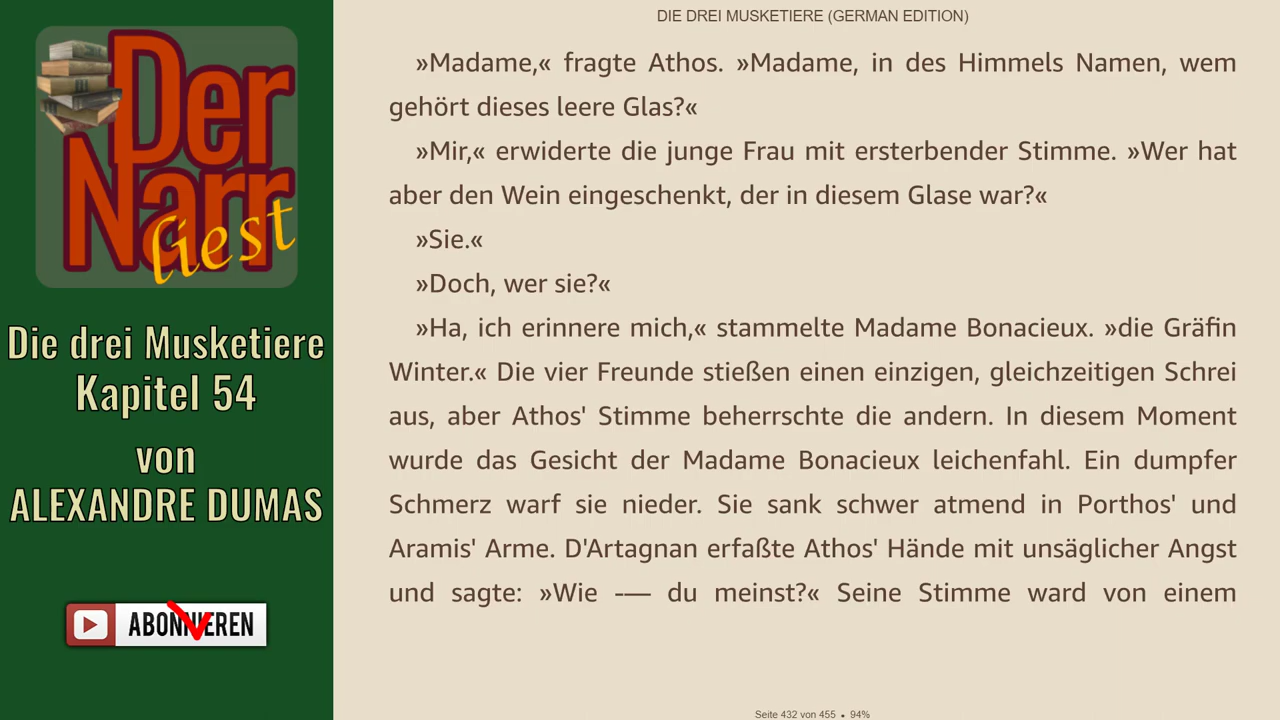 Der
Narr
liest
Die drei Musketiere
Kapitel 54
von
ALEXANDRE DUMAS
ABONNIEREN
DIE DREI MUSKETIERE (GERMAN EDITION)
»Madame,« fragte Athos. »Madame, in des Himmels Namen, wem
gehört dieses leere Glas?«
»Mir,« erwiderte die junge Frau mit ersterbender Stimme. »Wer hat
aber den Wein eingeschenkt, der in diesem Glase war?«
»Sie.«
»Doch, wer sie?«
»Ha, ich erinnere mich,« stammelte Madame Bonacieux. »die Gräfin
Winter.« Die vier Freunde stießen einen einzigen, gleichzeitigen Schrei
aus, aber Athos' Stimme beherrschte die andern. In diesem Moment
wurde das Gesicht der Madame Bonacieux leichenfahl. Ein dumpfer
Schmerz warf sie nieder. Sie sank schwer atmend in Porthos' und
Aramis' Arme. D'Artagnan erfaßte Athos' Hände mit unsäglicher Angst
und sagte: »Wie -— du meinst?« Seine Stimme ward von einem
Seite 432 von 455 • 94%